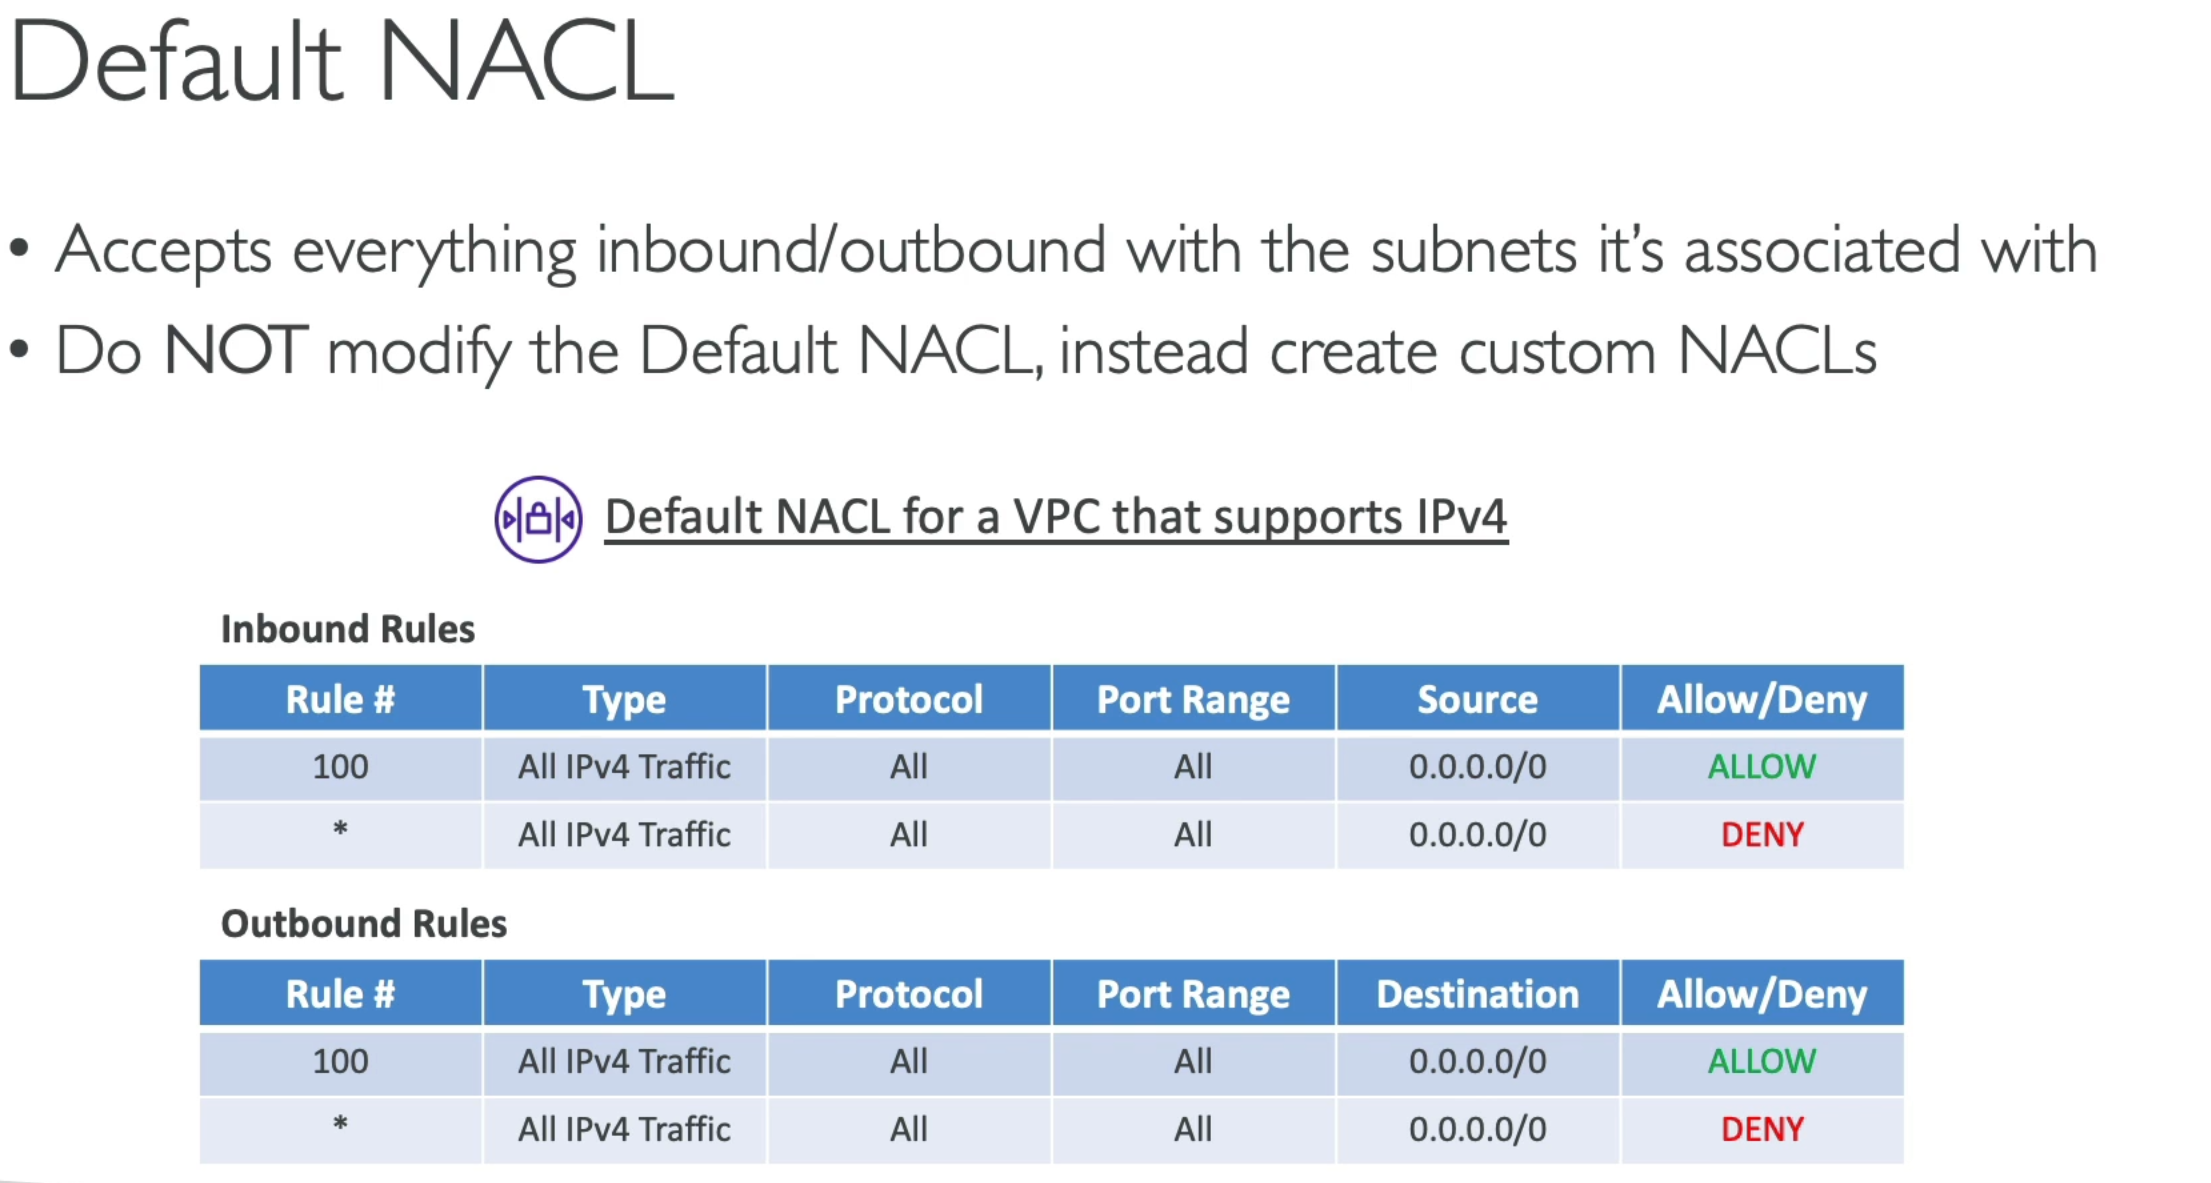 Default NACL
• Accepts everything inbound/outbound with the subnets it's associated with
• Do NOT modify the Default NACL, instead create custom NACLs
Default NACL for a VPC that supports IPv4
Inbound Rules
Rule # Type Protocol Port Range Source Allow/Deny
100 All IPv4 Traffic All All 0.0.0.0/0 ALLOW
* All IPv4 Traffic All All 0.0.0.0/0 DENY
Outbound Rules
Rule # Type Protocol Port Range Destination Allow/Deny
100 All IPv4 Traffic All All 0.0.0.0/0 ALLOW
* All IPv4 Traffic All All 0.0.0.0/0 DENY